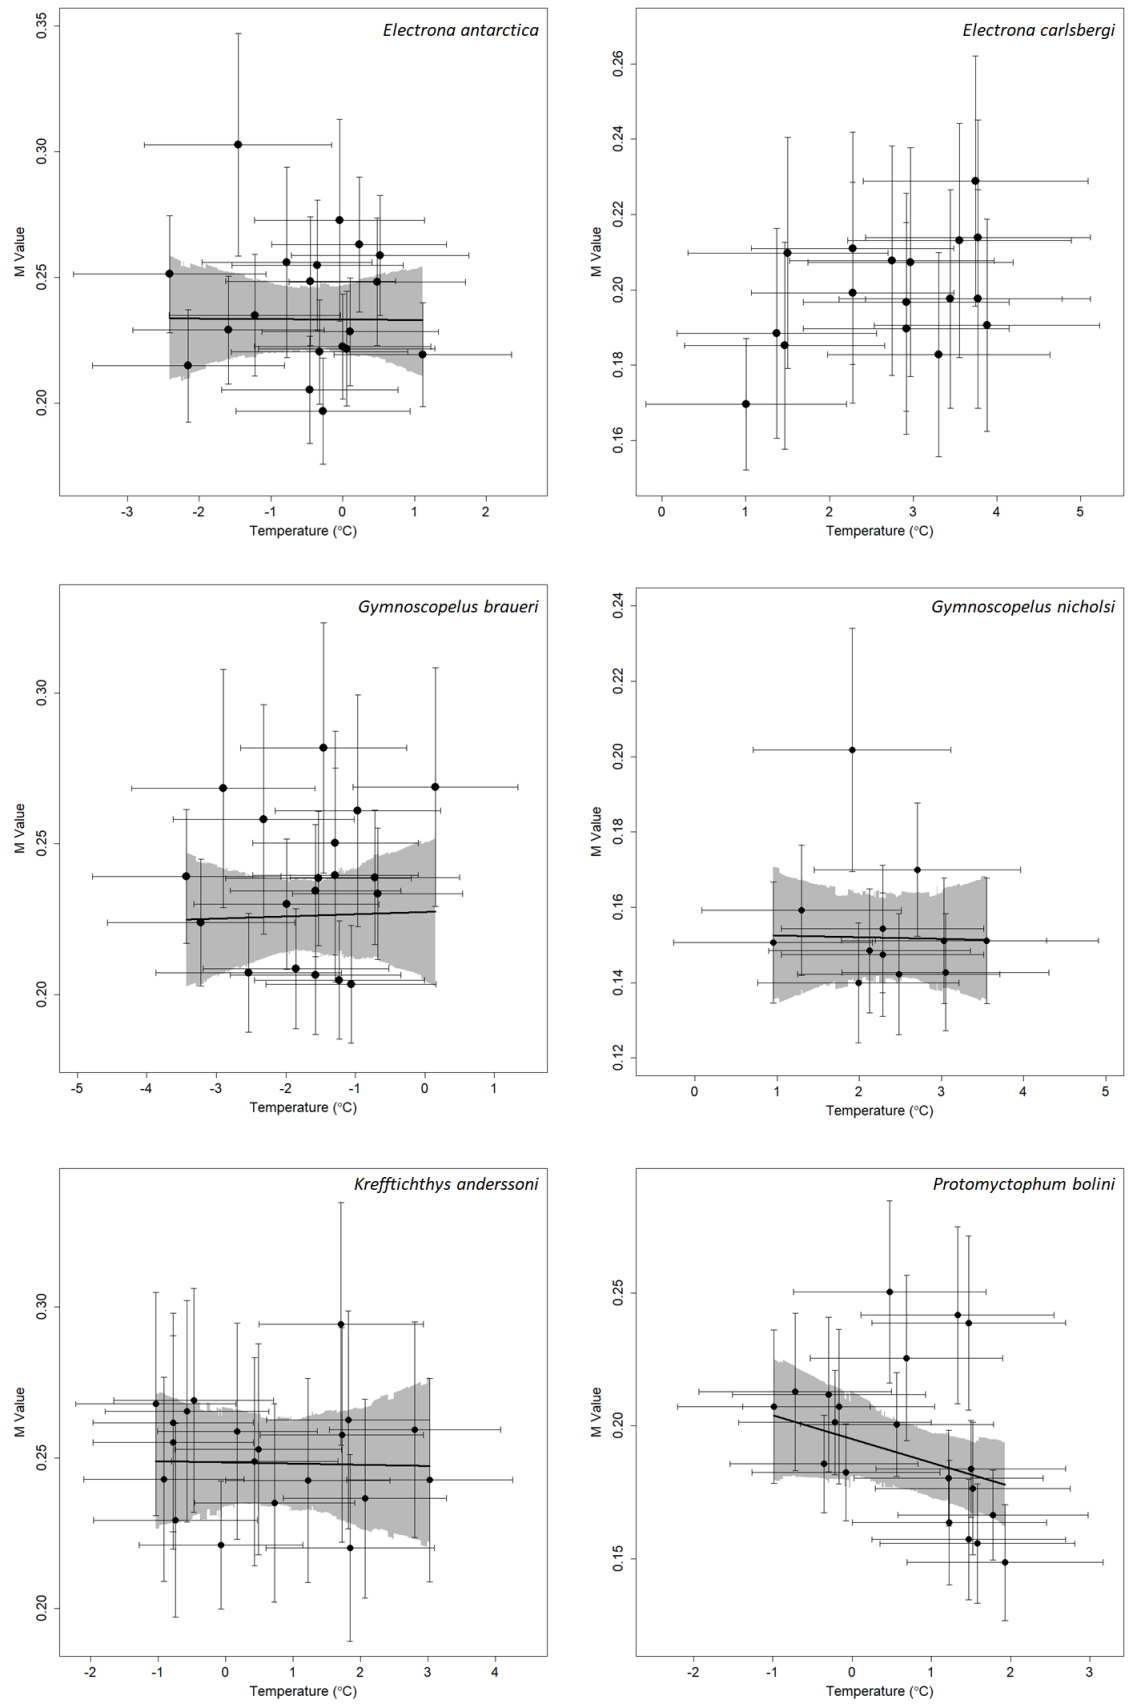 Electrona antarctica
M Value
0.35
0.30
0.25
0.20
-3 -2 -1 0 1 2
Temperature (°C)
Electrona carlsbergi
M Value
0.26
0.24
0.22
0.20
0.18
0.16
0 1 2 3 4 5
Temperature (°C)
Gymnoscopelus braueri
M Value
0.30
0.25
0.20
-5 -4 -3 -2 -1 0 1
Temperature (°C)
Gymnoscopelus nicholsi
M Value
0.24
0.22
0.20
0.18
0.16
0.14
0.12
0 1 2 3 4 5
Temperature (°C)
Krefftichthys anderssoni
M Value
0.30
0.25
0.20
-2 -1 0 1 2 3 4
Temperature (°C)
Protomyctophum bolini
M Value
0.25
0.20
0.15
-2 -1 0 1 2 3
Temperature (°C)